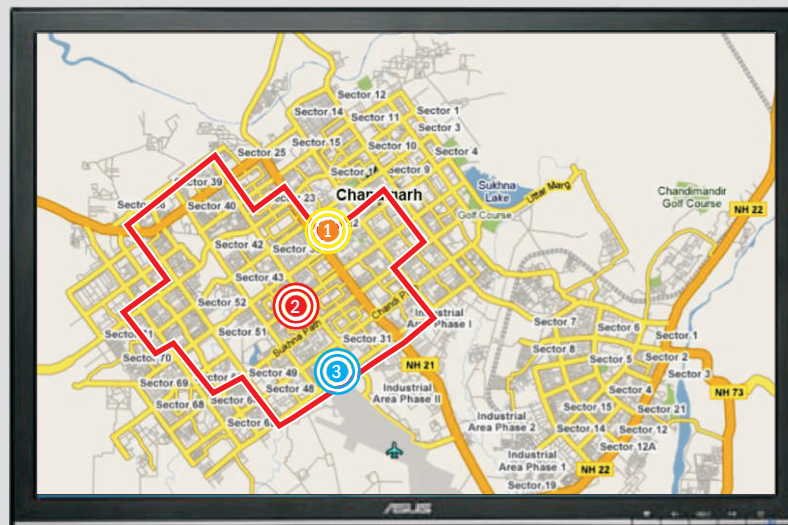 Sector 12
Sector 14
Sector 1
Sector 11
Sector 3
Sector 15
Sector 10
Sector 4
Sector 25
Sector 9
Sector 39
Chandigarh
Sukhna
Lake
Uttar Marg
Chandimandir
Golf Course
Sector 40
Golf Course
NH 22
1
Sector 42
Sector 43
2
Sector 52
Industrial
Area Phase I
Sector 7
Sector 6
Sector 1
Sector 51
Sukhna Path
Sector 31
Sector 8
Sector 5
Sector 2
Sector 70
NH 21
Sector 3
3
Sector 49
Sector 69
Sector 48
Industrial
Area Phase II
Sector 4
NH 73
Sector 68
Sector 15
Sector 21
Industrial
Area Phase 2
Sector 14
Sector 12
Sector 12A
Industrial
Area Phase 1
NH 22
Sector 19
ASUS